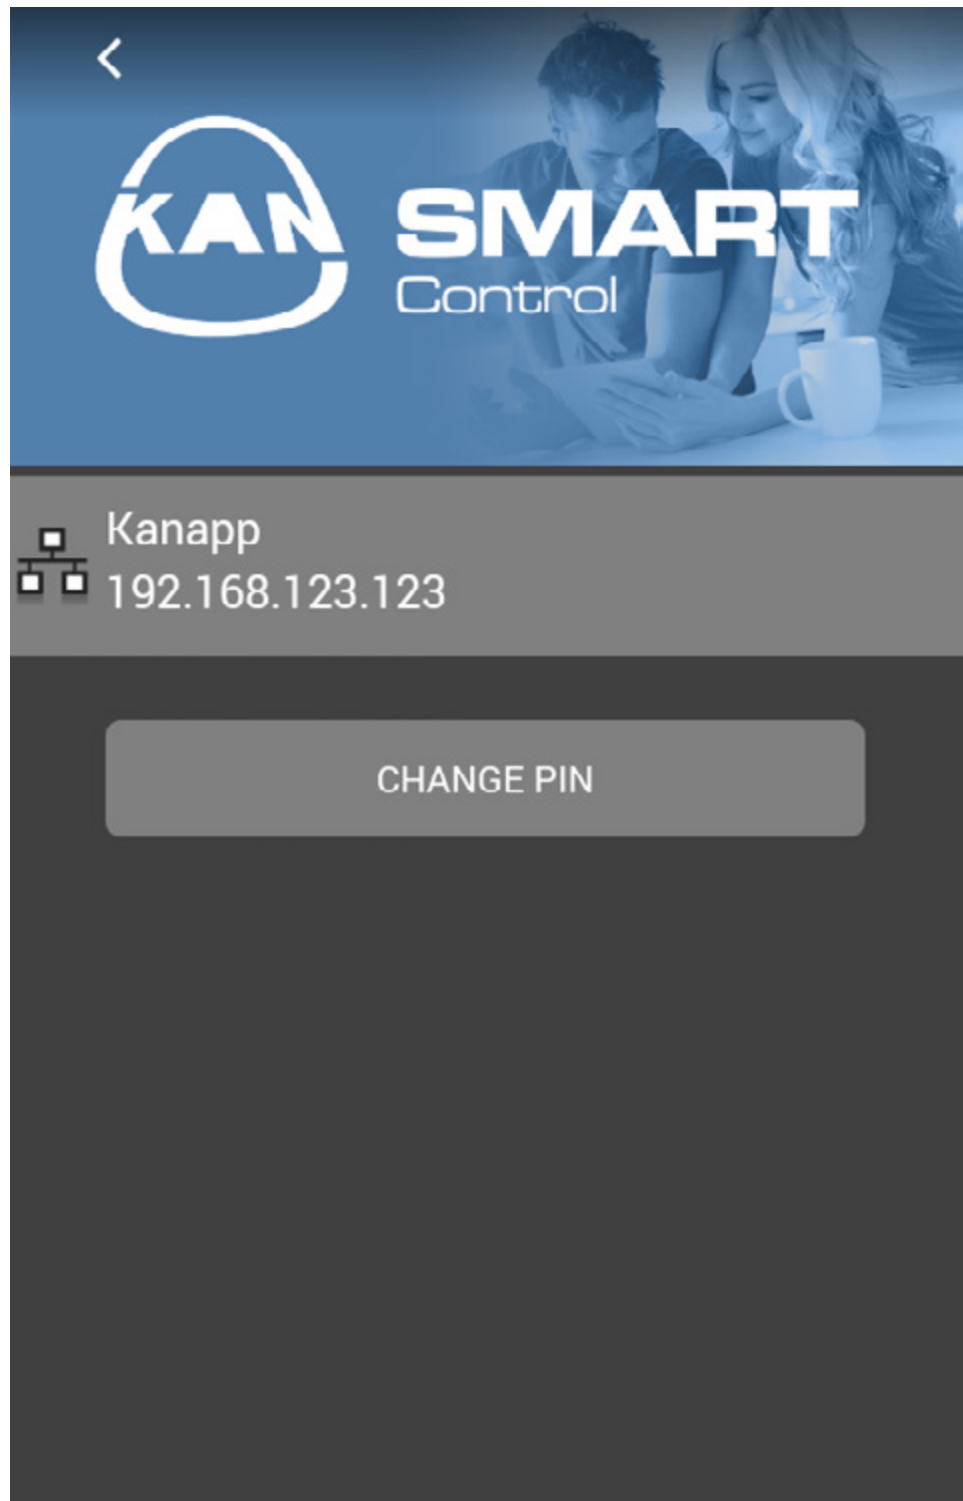 KAN
SMART
Control
Kanapp
192.168.123.123
CHANGE PIN